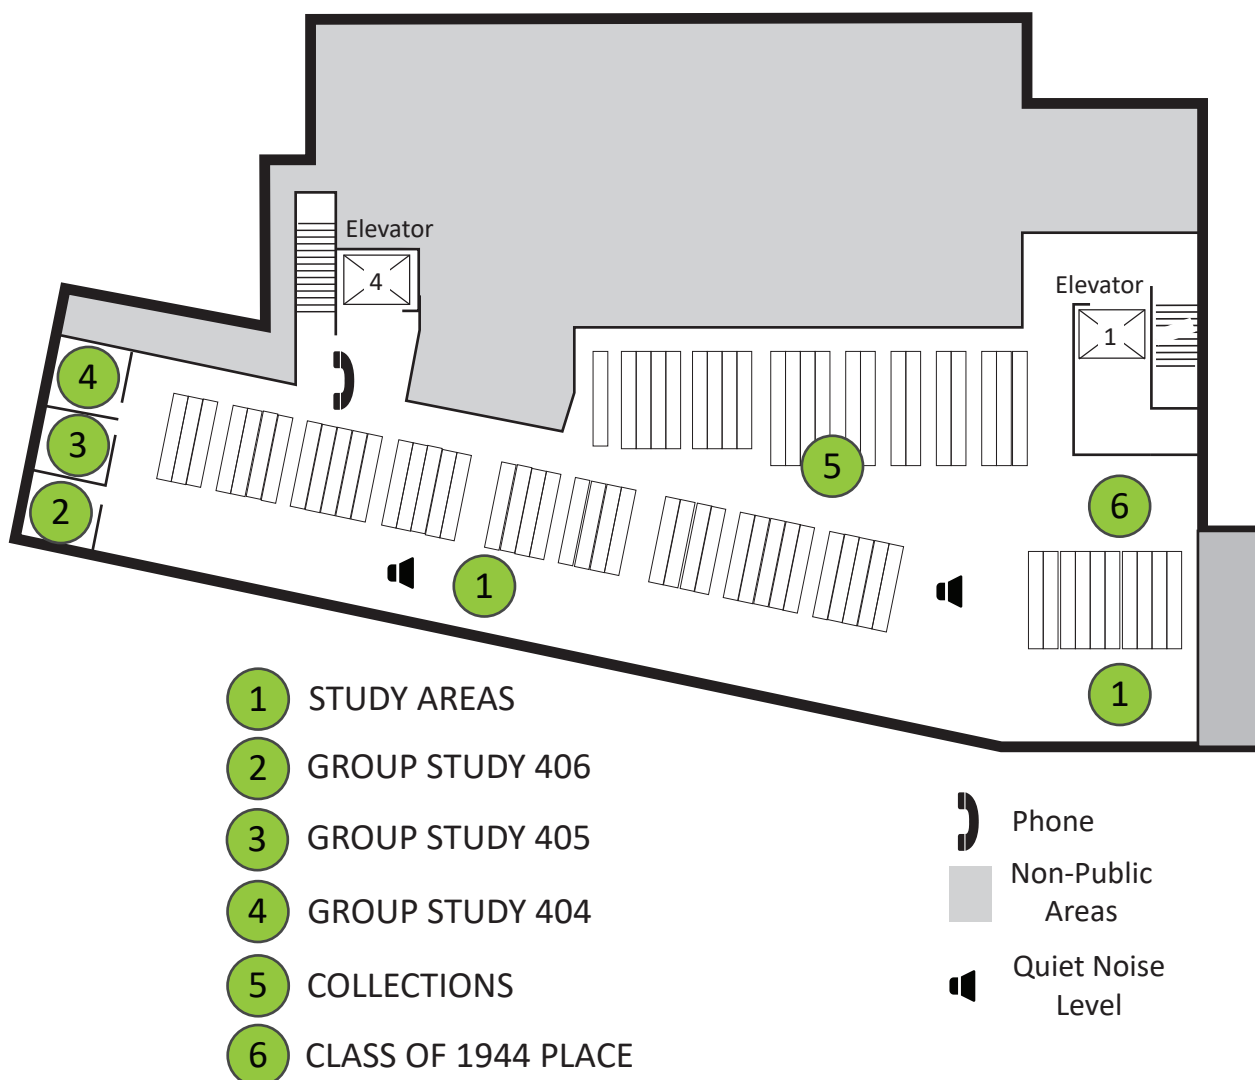 Elevator
4
Elevator
1
4
3
2
5
6
1
1
1 STUDY AREAS
2 GROUP STUDY 406
3 GROUP STUDY 405
4 GROUP STUDY 404
5 COLLECTIONS
6 CLASS OF 1944 PLACE
Phone
Non-Public
Areas
Quiet Noise
Level